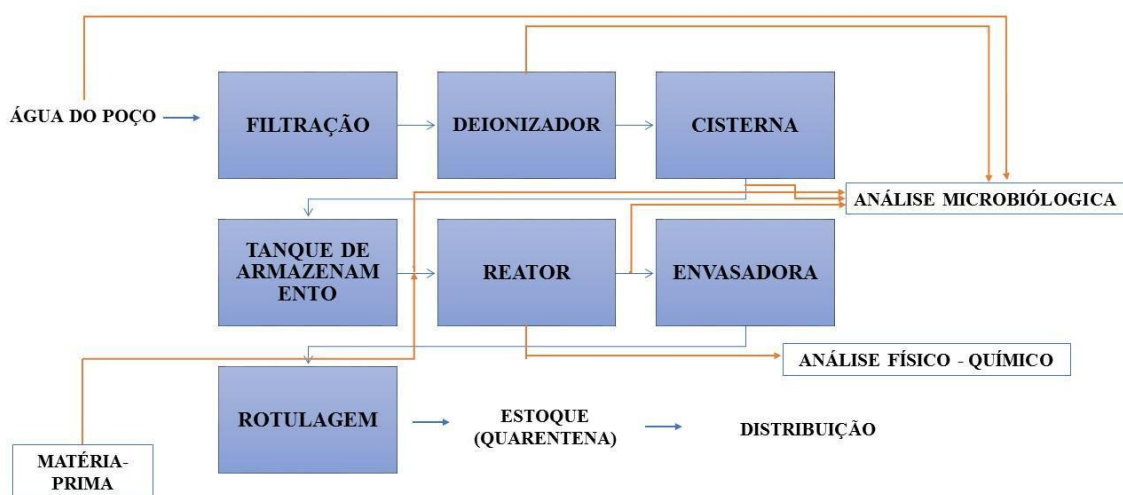 ÁGUA DO POÇO
FILTRAÇÃO
DEIONIZADOR
CISTERNA
ANÁLISE MICROBIÓLOGICA
TANQUE DE
ARMAZENAM
ENTO
REATOR
ENVASADORA
ANÁLISE FÍSICO - QUÍMICO
ROTULAGEM
ESTOQUE
(QUARENTENA)
DISTRIBUIÇÃO
MATÉRIA-
PRIMA